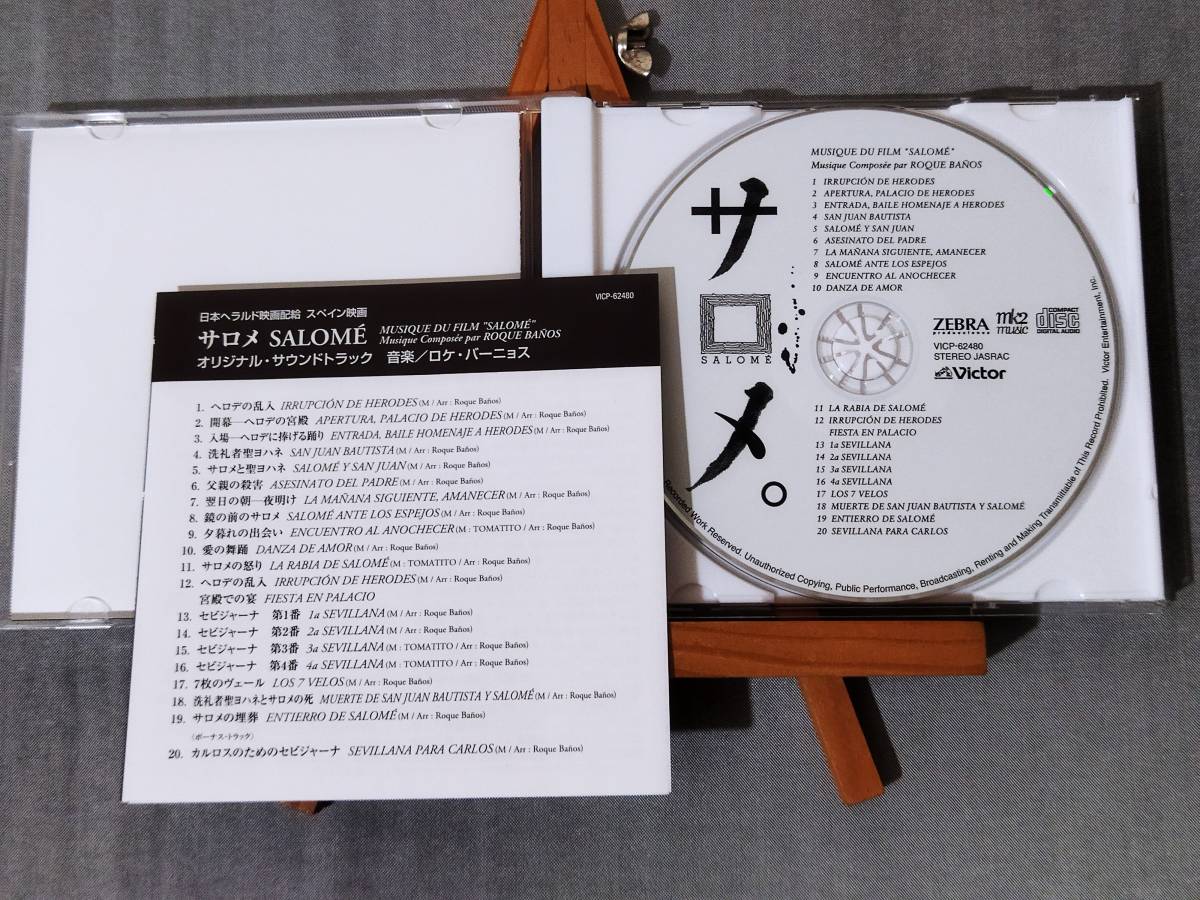 VICP-62480
日本ヘラルド映画配給 スペイン映画
サロメ SALOMÉ MUSIQUE DU FILM "SALOMÉ"
Musique Composée par ROQUE BAÑOS
オリジナル・サウンドトラック 音楽／ロケ・バーニョス
1. ヘロデの乱入 IRRUPCIÓN DE HERODES (M / Arr : Roque Baños)
2. 開幕—ヘロデの宮殿 APERTURA, PALACIO DE HERODES (M / Arr : Roque Baños)
3. 入場—ヘロデに捧げる踊り ENTRADA, BAILE HOMENAJE A HERODES (M / Arr : Roque Baños)
4. 洗礼者聖ヨハネ SAN JUAN BAUTISTA (M / Arr : Roque Baños)
5. サロメと聖ヨハネ SALOMÉ Y SAN JUAN (M / Arr : Roque Baños)
6. 父親の殺害 ASESINATO DEL PADRE (M / Arr : Roque Baños)
7. 翌日の朝—夜明け LA MAÑANA SIGUIENTE, AMANECER (M / Arr : Roque Baños)
8. 鏡の前のサロメ SALOMÉ ANTE LOS ESPEJOS (M / Arr : Roque Baños)
9. 夕暮れの出会い ENCUENTRO AL ANOCHECER (M : TOMATITO / Arr : Roque Baños)
10. 愛の舞踊 DANZA DE AMOR (M / Arr : Roque Baños)
11. サロメの怒り LA RABIA DE SALOMÉ (M : TOMATITO / Arr : Roque Baños)
12. ヘロデの乱入 IRRUPCIÓN DE HERODES (M / Arr : Roque Baños)
宮殿での宴 FIESTA EN PALACIO
13. セビジャーナ 第1番 1a SEVILLANA (M / Arr : Roque Baños)
14. セビジャーナ 第2番 2a SEVILLANA (M / Arr : Roque Baños)
15. セビジャーナ 第3番 3a SEVILLANA (M : TOMATITO / Arr : Roque Baños)
16. セビジャーナ 第4番 4a SEVILLANA (M : TOMATITO / Arr : Roque Baños)
17. 7枚のヴェール LOS 7 VELOS (M / Arr : Roque Baños)
18. 洗礼者聖ヨハネとサロメの死 MUERTE DE SAN JUAN BAUTISTA Y SALOMÉ (M / Arr : Roque Baños)
19. サロメの埋葬 ENTIERRO DE SALOMÉ (M / Arr : Roque Baños)
〈ボーナス・トラック〉
20. カルロスのためのセビジャーナ SEVILLANA PARA CARLOS (M / Arr : Roque Baños)
サロメ。
SALOMÉ
MUSIQUE DU FILM "SALOMÉ"
Musique Composée par ROQUE BAÑOS
1 IRRUPCIÓN DE HERODES
2 APERTURA, PALACIO DE HERODES
3 ENTRADA, BAILE HOMENAJE A HERODES
4 SAN JUAN BAUTISTA
5 SALOMÉ Y SAN JUAN
6 ASESINATO DEL PADRE
7 LA MAÑANA SIGUIENTE, AMANECER
8 SALOMÉ ANTE LOS ESPEJOS
9 ENCUENTRO AL ANOCHECER
10 DANZA DE AMOR
ZEBRA mk2 music COMPACT disc DIGITAL AUDIO
VICP-62480
STEREO JASRAC
Victor
11 LA RABIA DE SALOMÉ
12 IRRUPCIÓN DE HERODES
FIESTA EN PALACIO
13 1a SEVILLANA
14 2a SEVILLANA
15 3a SEVILLANA
16 4a SEVILLANA
17 LOS 7 VELOS
18 MUERTE DE SAN JUAN BAUTISTA Y SALOMÉ
19 ENTIERRO DE SALOMÉ
20 SEVILLANA PARA CARLOS
Recorded Work Reserved. Unauthorized Copying, Public Performance, Broadcasting, Renting and Making Transmittable of This Record Prohibited. Victor Entertainment, Inc.